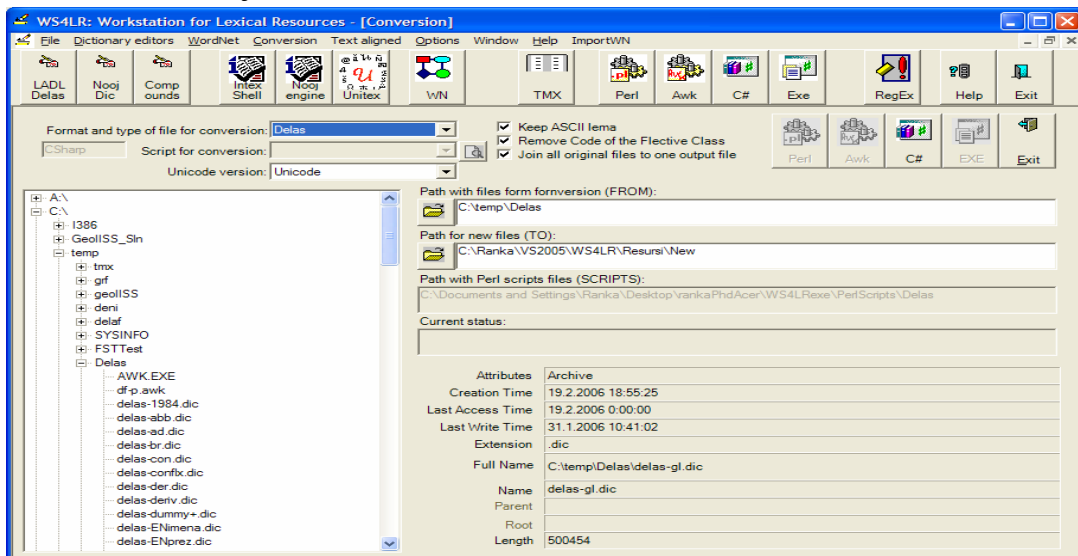 WS4LR: Workstation for Lexical Resources - [Conversion]
File Dictionary editors WordNet Conversion Text aligned Options Window Help ImportWN
LADL Delas
Nooj Dic
Comp ounds
Intex Shell
Nooj engine
Unitex
WN
TMX
Perl
Awk
C#
Exe
RegEx
Help
Exit
Format and type of file for conversion: Delas
CSharp Script for conversion:
Unicode version: Unicode
Keep ASCII lema
Remove Code of the Flective Class
Join all original files to one output file
Perl
Awk
C#
EXE
Exit
A:\
C:\
I386
GeolISS_Sln
temp
tmx
grf
geolISS
deni
delaf
SYSINFO
FSTTest
Delas
AWK.EXE
df-p.awk
delas-1984.dic
delas-abb.dic
delas-ad.dic
delas-br.dic
delas-con.dic
delas-conflx.dic
delas-der.dic
delas-deriv.dic
delas-dummy+.dic
delas-ENimena.dic
delas-ENprez.dic
Path with files form fornversion (FROM):
C:\temp\Delas
Path for new files (TO):
C:\Ranka\VS2005\WS4LR\Resursi\New
Path with Perl scripts files (SCRIPTS):
C:\Documents and Settings\Ranka\Desktop\rankaPhdAcer\WS4LRexe\PerlScripts\Delas
Current status:
Attributes Archive
Creation Time 19.2.2006 18:55:25
Last Access Time 19.2.2006 0:00:00
Last Write Time 31.1.2006 10:41:02
Extension .dic
Full Name C:\temp\Delas\delas-gl.dic
Name delas-gl.dic
Parent
Root
Length 500454